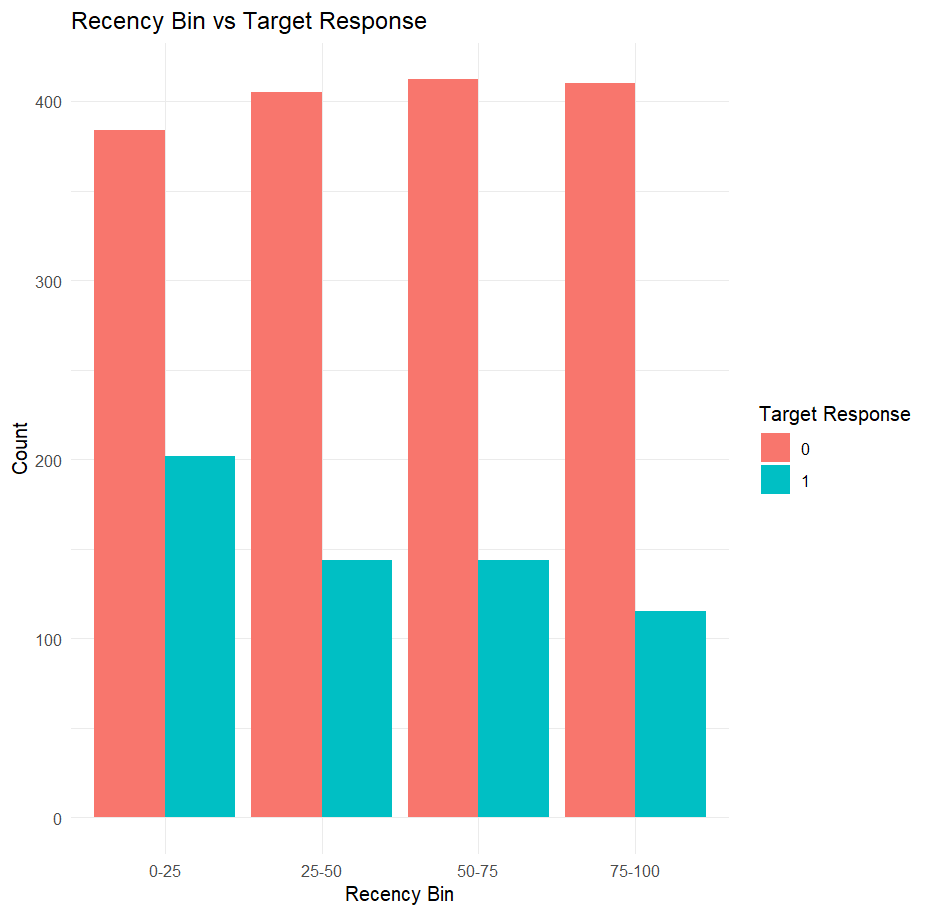 Recency Bin vs Target Response
400
300
200
100
0
Count
0-25 25-50 50-75 75-100
Recency Bin
Target Response
0
1